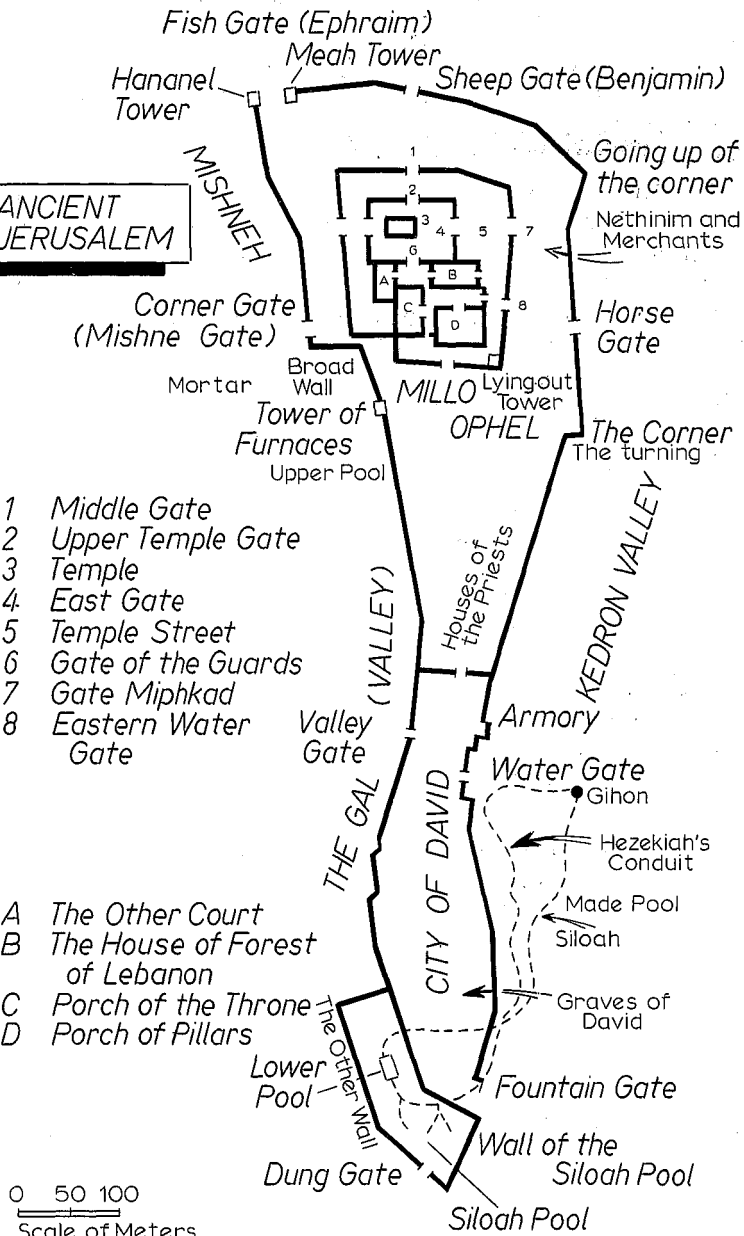 Fish Gate (Ephraim)
Meah Tower
Hananel
Tower
Sheep Gate (Benjamin)
MISHNEH
Going up of
the corner
ANCIENT
JERUSALEM
Nethinim and
Merchants
1
2
3
4
5
7
6
A
B
C
D
8
Corner Gate
(Mishne Gate)
Horse
Gate
Broad
Wall
Mortar
MILLO
Lyingout
Tower
Tower of
Furnaces
OPHEL
The Corner
The turning
Upper Pool
1 Middle Gate
2 Upper Temple Gate
3 Temple
4 East Gate
5 Temple Street
6 Gate of the Guards
7 Gate Miphkad
8 Eastern Water
Gate
Houses of
the Priests
KEDRON VALLEY
(VALLEY)
Valley
Gate
Armory
THE GAL
CITY OF DAVID
Water Gate
Gihon
Hezekiah's
Conduit
Made Pool
Siloah
A The Other Court
B The House of Forest
of Lebanon
C Porch of the Throne
D Porch of Pillars
Graves of
David
The Other Wall
Lower
Pool
Fountain Gate
Wall of the
Siloah Pool
Dung Gate
Siloah Pool
0 50 100
Scale of Meters